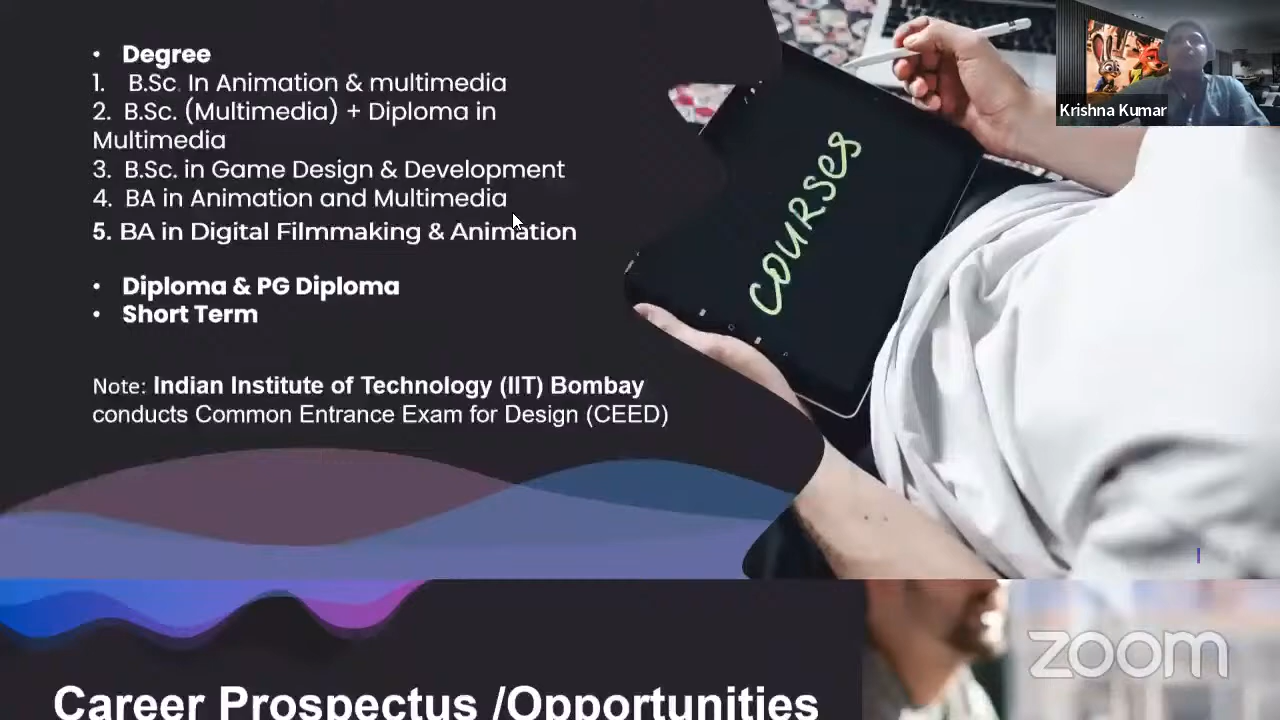 • Degree
1. B.Sc. In Animation & multimedia
2. B.Sc. (Multimedia) + Diploma in
Multimedia
3. B.Sc. in Game Design & Development
4. BA in Animation and Multimedia
5. BA in Digital Filmmaking & Animation
• Diploma & PG Diploma
• Short Term
Note: Indian Institute of Technology (IIT) Bombay
conducts Common Entrance Exam for Design (CEED)
courses
Krishna Kumar
zoom
Career Prospectus /Opportunities